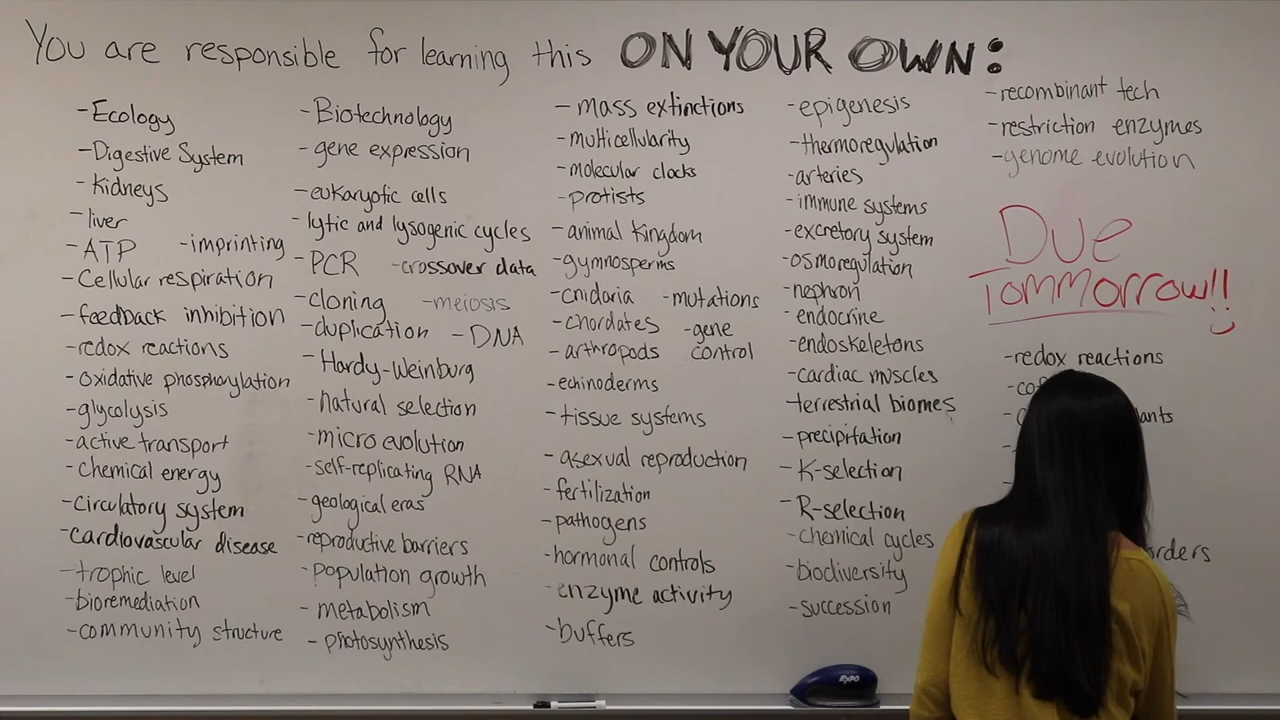 You are responsible for learning this ON YOUR OWN:
-Ecology
-Digestive System
-kidneys
-liver
-ATP -imprinting
-Cellular respiration
-feedback inhibition
-redox reactions
-oxidative phosphorylation
-glycolysis
-active transport
-chemical energy
-circulatory system
-cardiovascular disease
-trophic level
-bioremediation
-community structure
-Biotechnology
-gene expression
-eukaryotic cells
-lytic and lysogenic cycles
-PCR -crossover data
-cloning -meiosis
-duplication -DNA
-Hardy-Weinburg
-natural selection
-micro evolution
-self-replicating RNA
-geological eras
-reproductive barriers
-population growth
-metabolism
-photosynthesis
-mass extinctions
-multicellularity
-molecular clocks
-protists
-animal kingdom
-gymnosperms
-cnidaria -mutations
-chordates -gene
-arthropods control
-echinoderms
-tissue systems
-asexual reproduction
-fertilization
-pathogens
-hormonal controls
-enzyme activity
-buffers
-epigenesis
-thermoregulation
-arteries
-immune systems
-excretory system
-osmoregulation
-nephron
-endocrine
-endoskeletons
-cardiac muscles
-terrestrial biomes
-precipitation
-K-selection
-R-selection
-chemical cycles
-biodiversity
-succession
-recombinant tech
-restriction enzymes
-genome evolution
DUe
Tommorrow!!
-redox reactions
EXPO